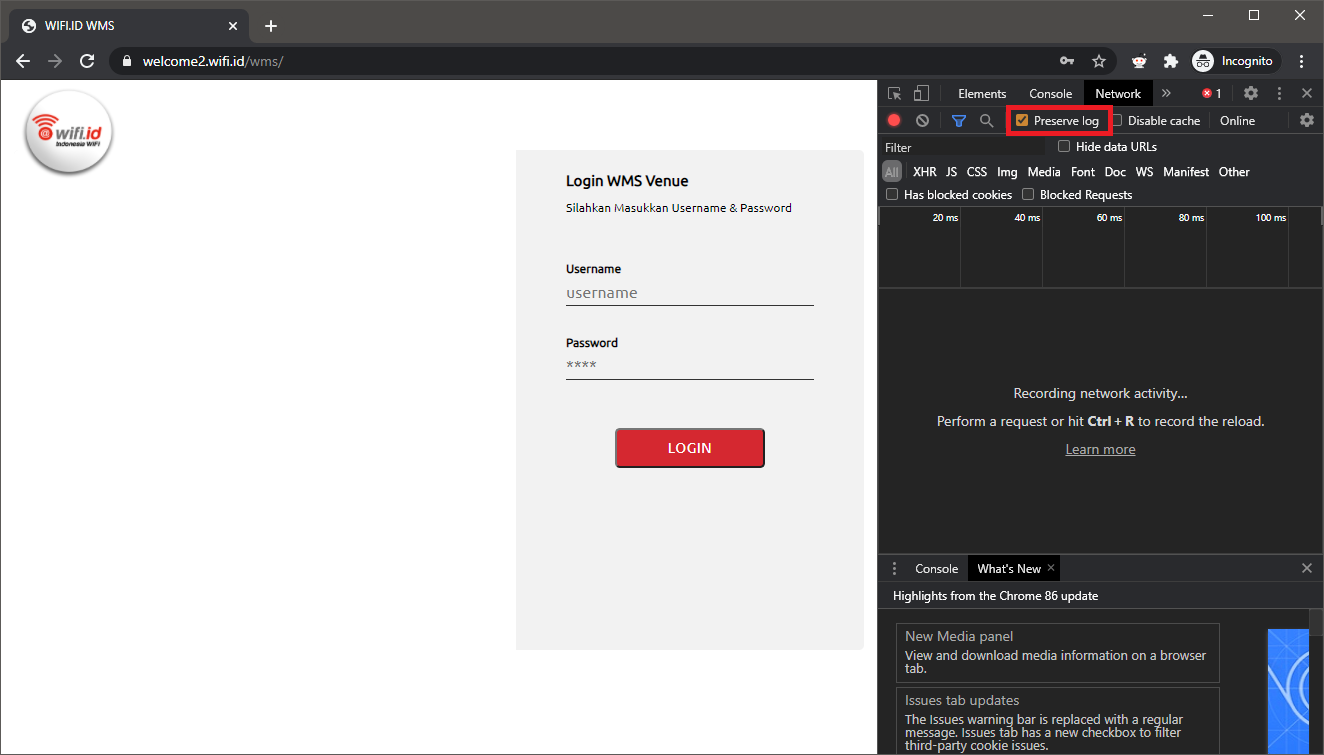 WIFI.ID WMS
welcome2.wifi.id/wms/
Incognito
@wifi.id
Indonesia WiFi
Login WMS Venue
Silahkan Masukkan Username & Password
Username
username
Password
****
LOGIN
Elements Console Network » 1
Preserve log Disable cache Online
Filter Hide data URLs
All XHR JS CSS Img Media Font Doc WS Manifest Other
Has blocked cookies Blocked Requests
20 ms 40 ms 60 ms 80 ms 100 ms
Recording network activity...
Perform a request or hit Ctrl + R to record the reload.
Learn more
Console What's New
Highlights from the Chrome 86 update
New Media panel
View and download media information on a browser
tab.
Issues tab updates
The Issues warning bar is replaced with a regular
message. Issues tab has a new checkbox to filter
third-party cookie issues.